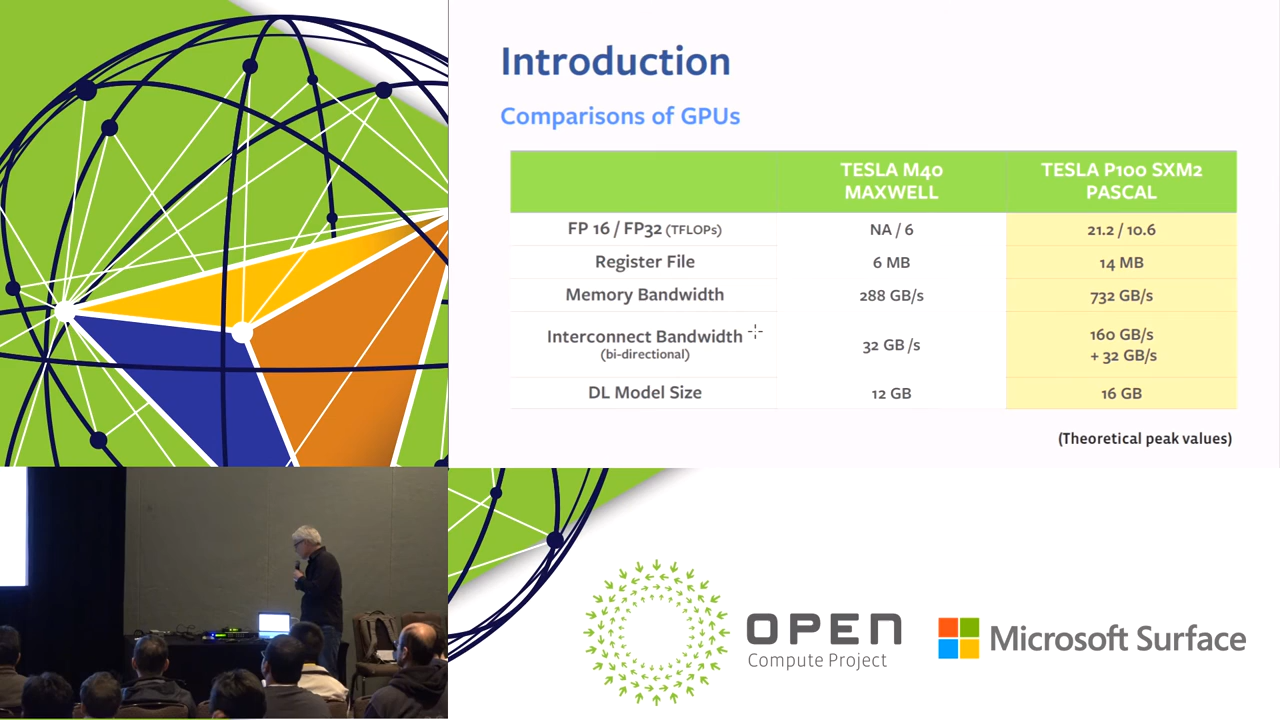 Introduction
Comparisons of GPUs
TESLA M40
MAXWELL
TESLA P100 SXM2
PASCAL
FP 16 / FP32 (TFLOPs)
NA / 6
21.2 / 10.6
Register File
6 MB
14 MB
Memory Bandwidth
288 GB/s
732 GB/s
Interconnect Bandwidth
(bi-directional)
32 GB /s
160 GB/s
+ 32 GB/s
DL Model Size
12 GB
16 GB
(Theoretical peak values)
OPEN
Compute Project
Microsoft Surface